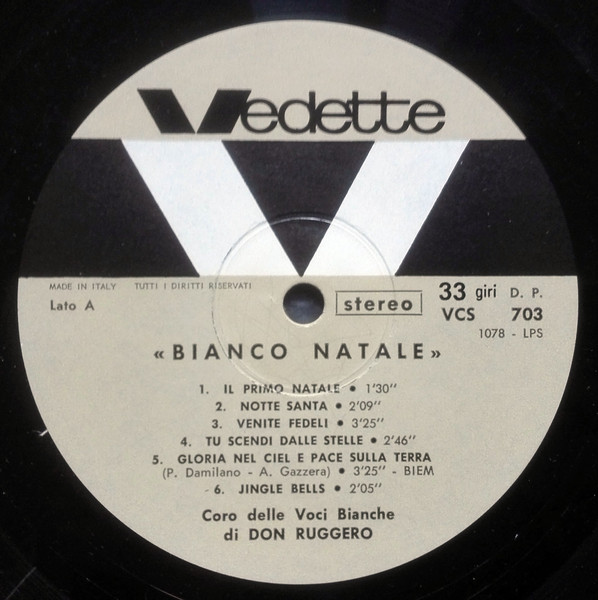 Vedette
MADE IN ITALY TUTTI I DIRITTI RISERVATI
Lato A
stereo
33 giri D. P.
VCS 703
1078 - LPS
«BIANCO NATALE»
1. IL PRIMO NATALE • 1'30''
2. NOTTE SANTA • 2'09''
3. VENITE FEDELI • 3'25''
4. TU SCENDI DALLE STELLE • 2'46''
5. GLORIA NEL CIEL E PACE SULLA TERRA
(P. Damilano - A. Gazzera) • 3'25'' - BIEM
6. JINGLE BELLS • 2'05''
Coro delle Voci Bianche
di DON RUGGERO